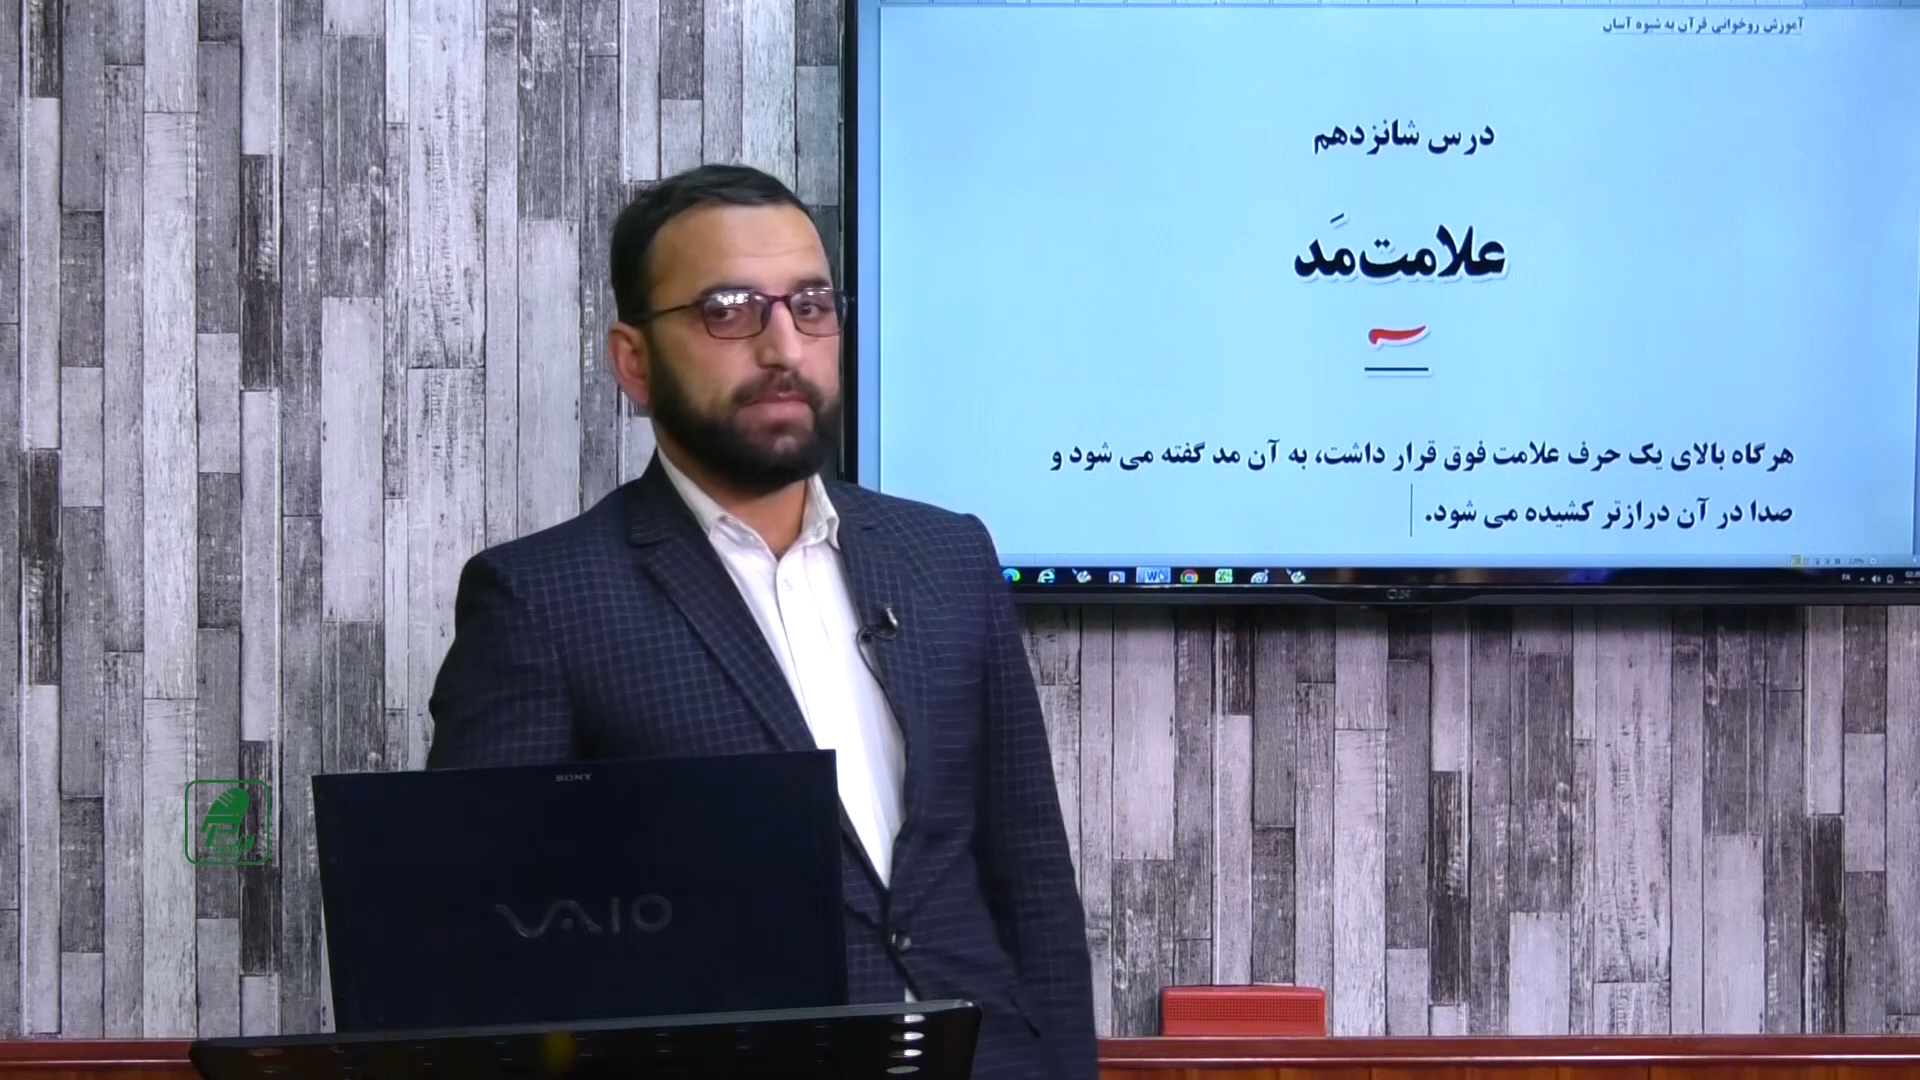 آموزش روخوانی قرآن به شیوه آسان
درس شانزدهم
علامت مَد
هرگاه بالای یک حرف علامت فوق قرار داشت، به آن مد گفته می شود و
صدا در آن درازتر کشیده می شود.
SONY
VAIO